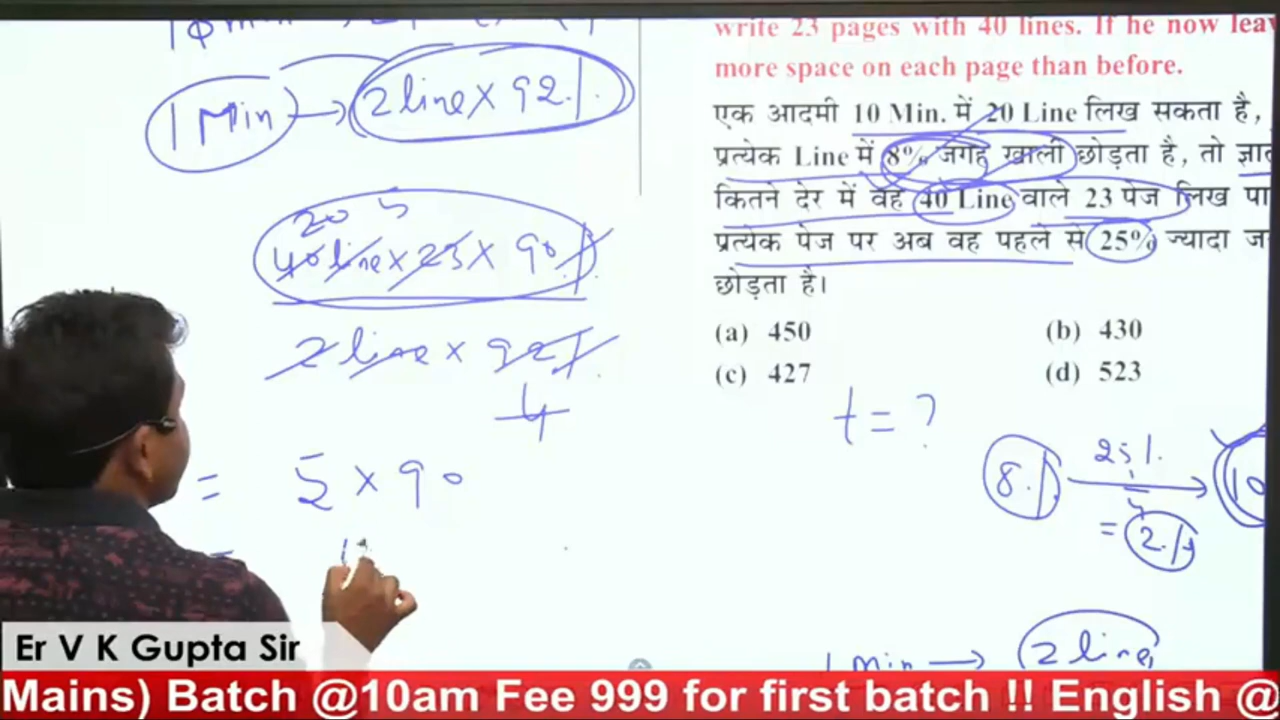 1 Min → 2 line x 92 %
20 5
40 line x 23 x 90 %
2 line x 92 %
4
= 5 x 90
=
write 23 pages with 40 lines. If he now leav
more space on each page than before.
एक आदमी 10 Min. में 20 Line लिख सकता है,
प्रत्येक Line में 8% जगह खाली छोड़ता है, तो ज्ञात
कितने देर में वह 40 Line वाले 23 पेज लिख पा
प्रत्येक पेज पर अब वह पहले से 25% ज्यादा ज
छोड़ता है।
(a) 450 (b) 430
(c) 427 (d) 523
t = ?
8 % 25 % → 10
= 2 %
1 Min → 2 line
Er V K Gupta Sir
Mains) Batch @10am Fee 999 for first batch !! English @